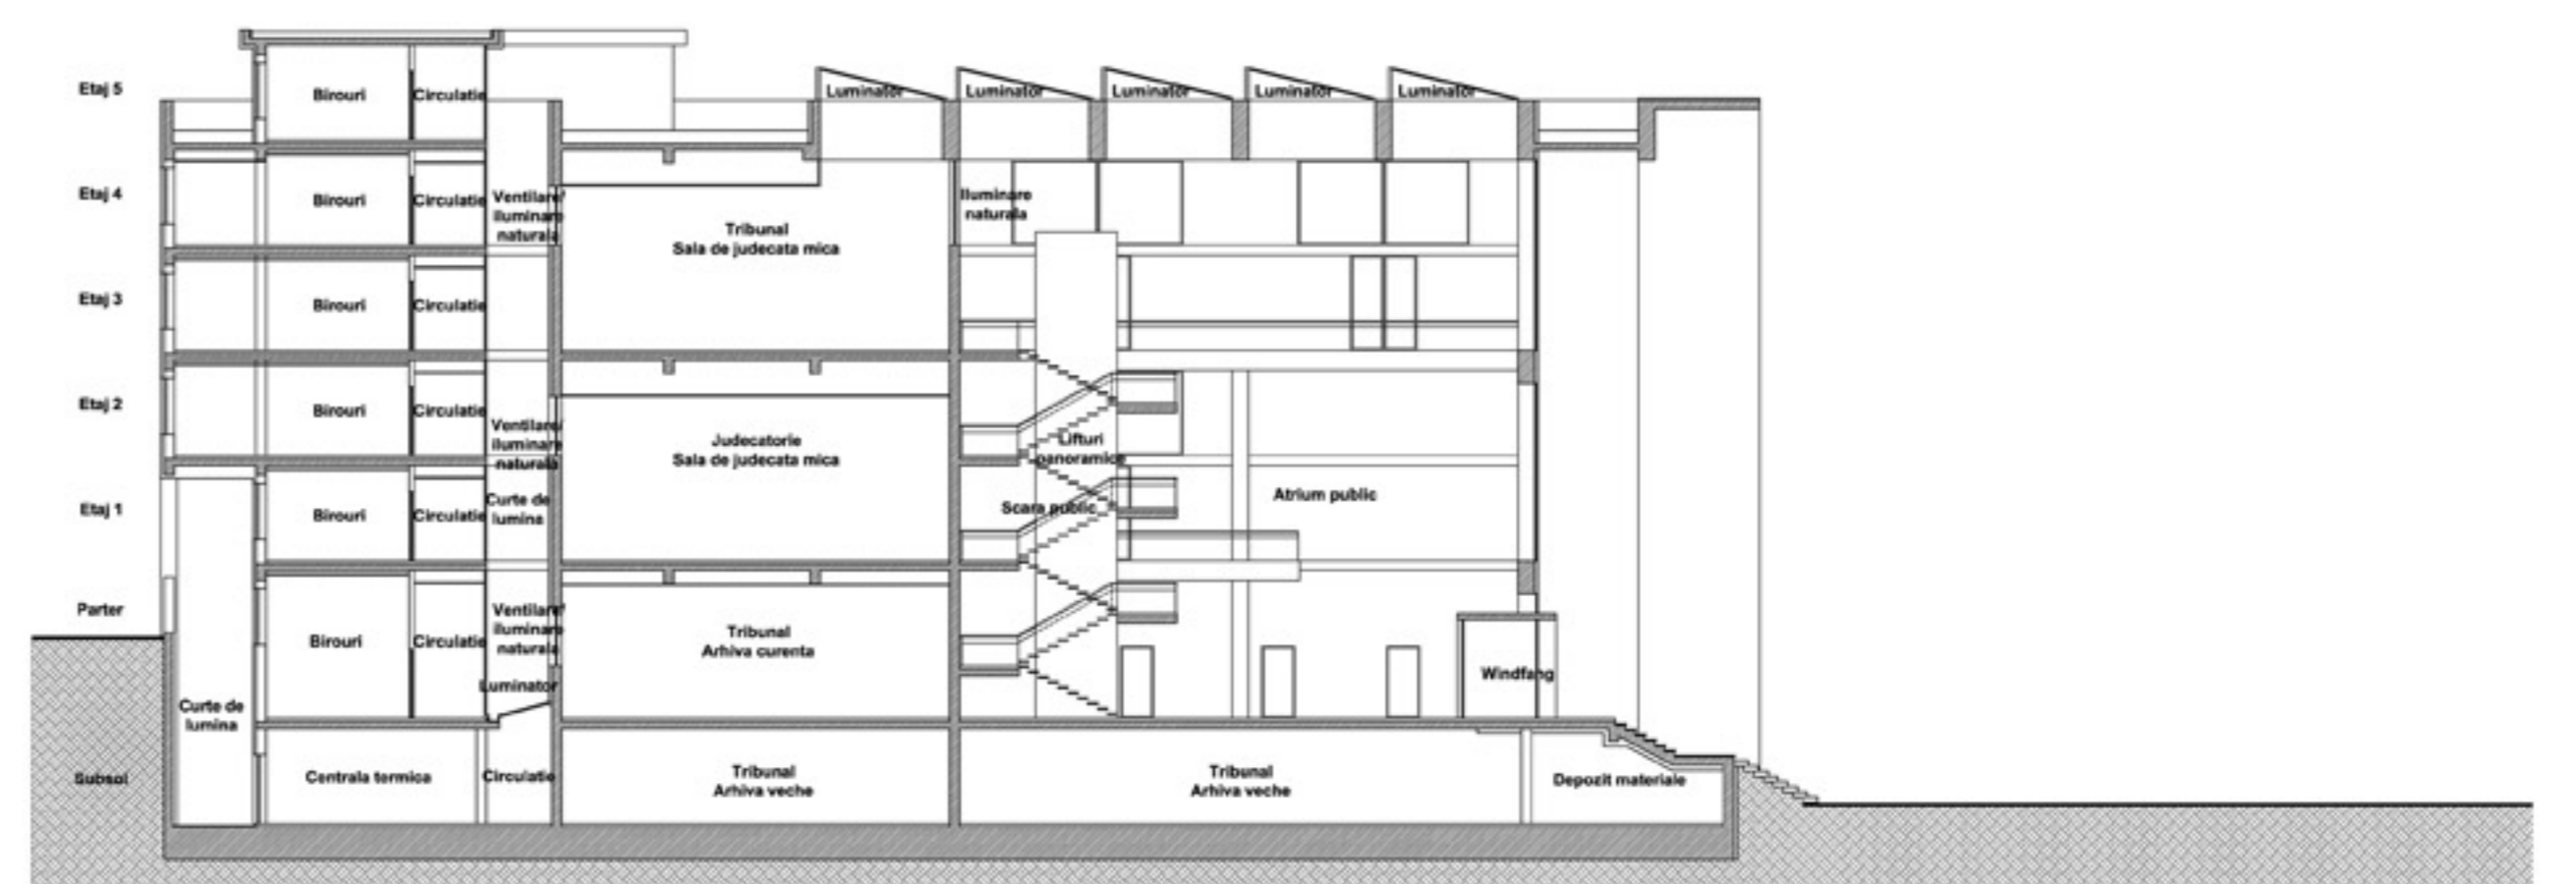 Etaj 5
Birouri
Circulatie
Luminator
Luminator
Luminator
Luminator
Luminator
Etaj 4
Birouri
Circulatie
Ventilare/
iluminare
naturala
Tribunal
Sala de judecata mica
Iluminare
naturala
Etaj 3
Birouri
Circulatie
Etaj 2
Birouri
Circulatie
Ventilare/
iluminare
naturala
Judecatorie
Sala de judecata mica
Lifturi
panoramice
Etaj 1
Birouri
Circulatie
Curte de
lumina
Scara public
Atrium public
Parter
Birouri
Circulatie
Ventilare/
iluminare
naturala
Luminator
Tribunal
Arhiva curenta
Windfang
Curte de
lumina
Subsol
Centrala termica
Circulatie
Tribunal
Arhiva veche
Tribunal
Arhiva veche
Depozit materiale